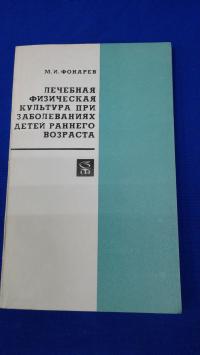 М. И. ФОНАРЕВ
ЛЕЧЕБНАЯ
ФИЗИЧЕСКАЯ
КУЛЬТУРА ПРИ
ЗАБОЛЕВАНИЯХ
ДЕТЕЙ РАННЕГО
ВОЗРАСТА